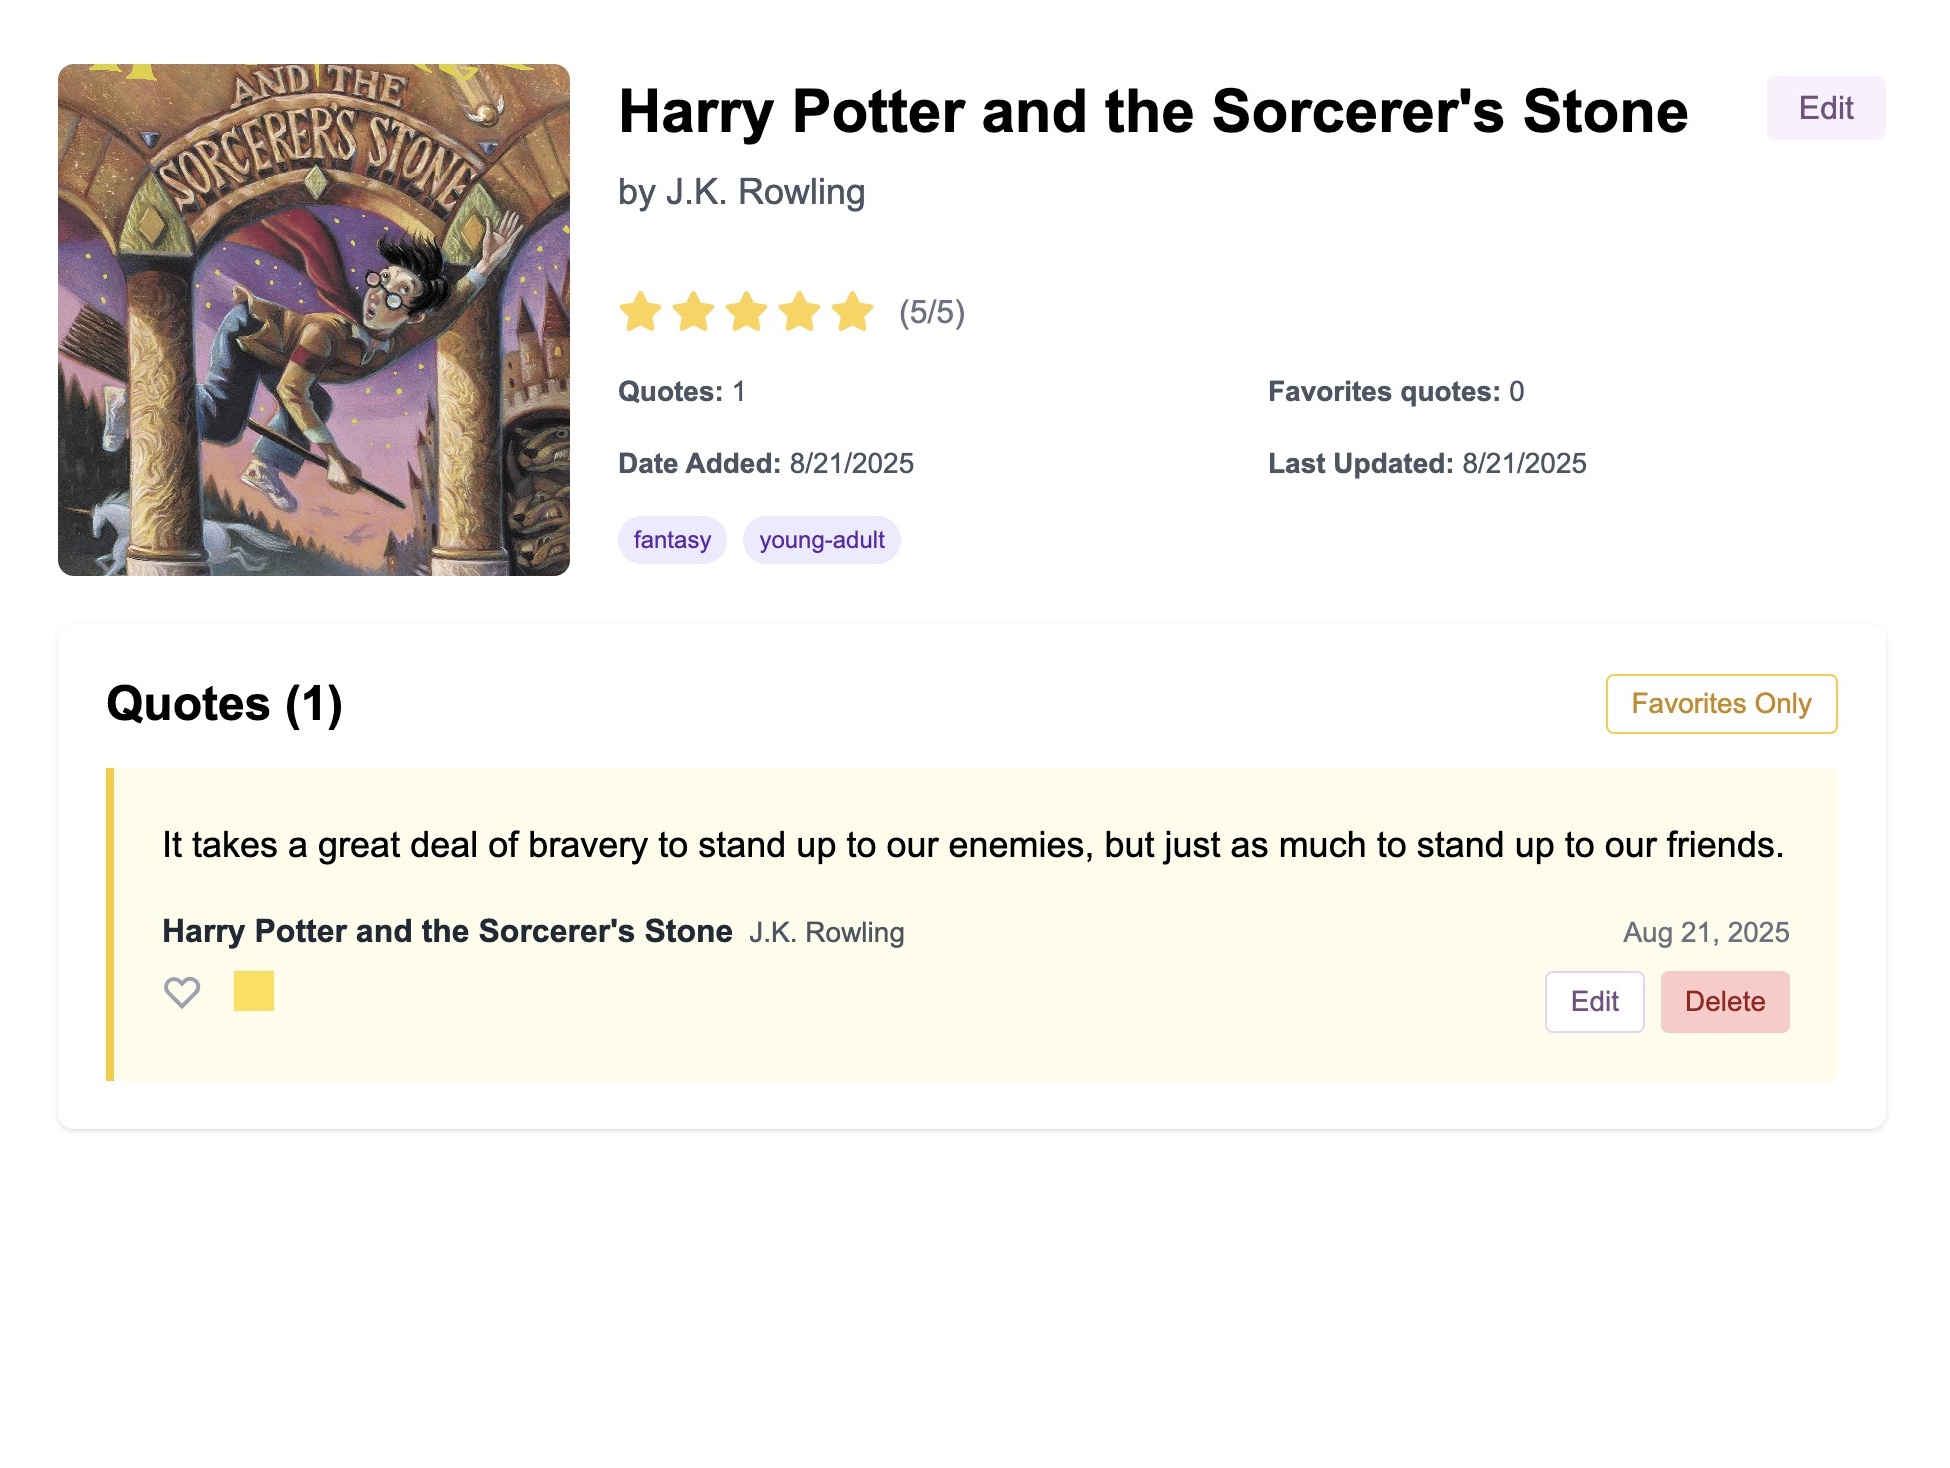 AND THE
SORCERER'S STONE
Harry Potter and the Sorcerer's Stone
Edit
by J.K. Rowling
(5/5)
Quotes: 1
Favorites quotes: 0
Date Added: 8/21/2025
Last Updated: 8/21/2025
fantasy
young-adult
Quotes (1)
Favorites Only
It takes a great deal of bravery to stand up to our enemies, but just as much to stand up to our friends.
Harry Potter and the Sorcerer's Stone J.K. Rowling
Aug 21, 2025
Edit
Delete